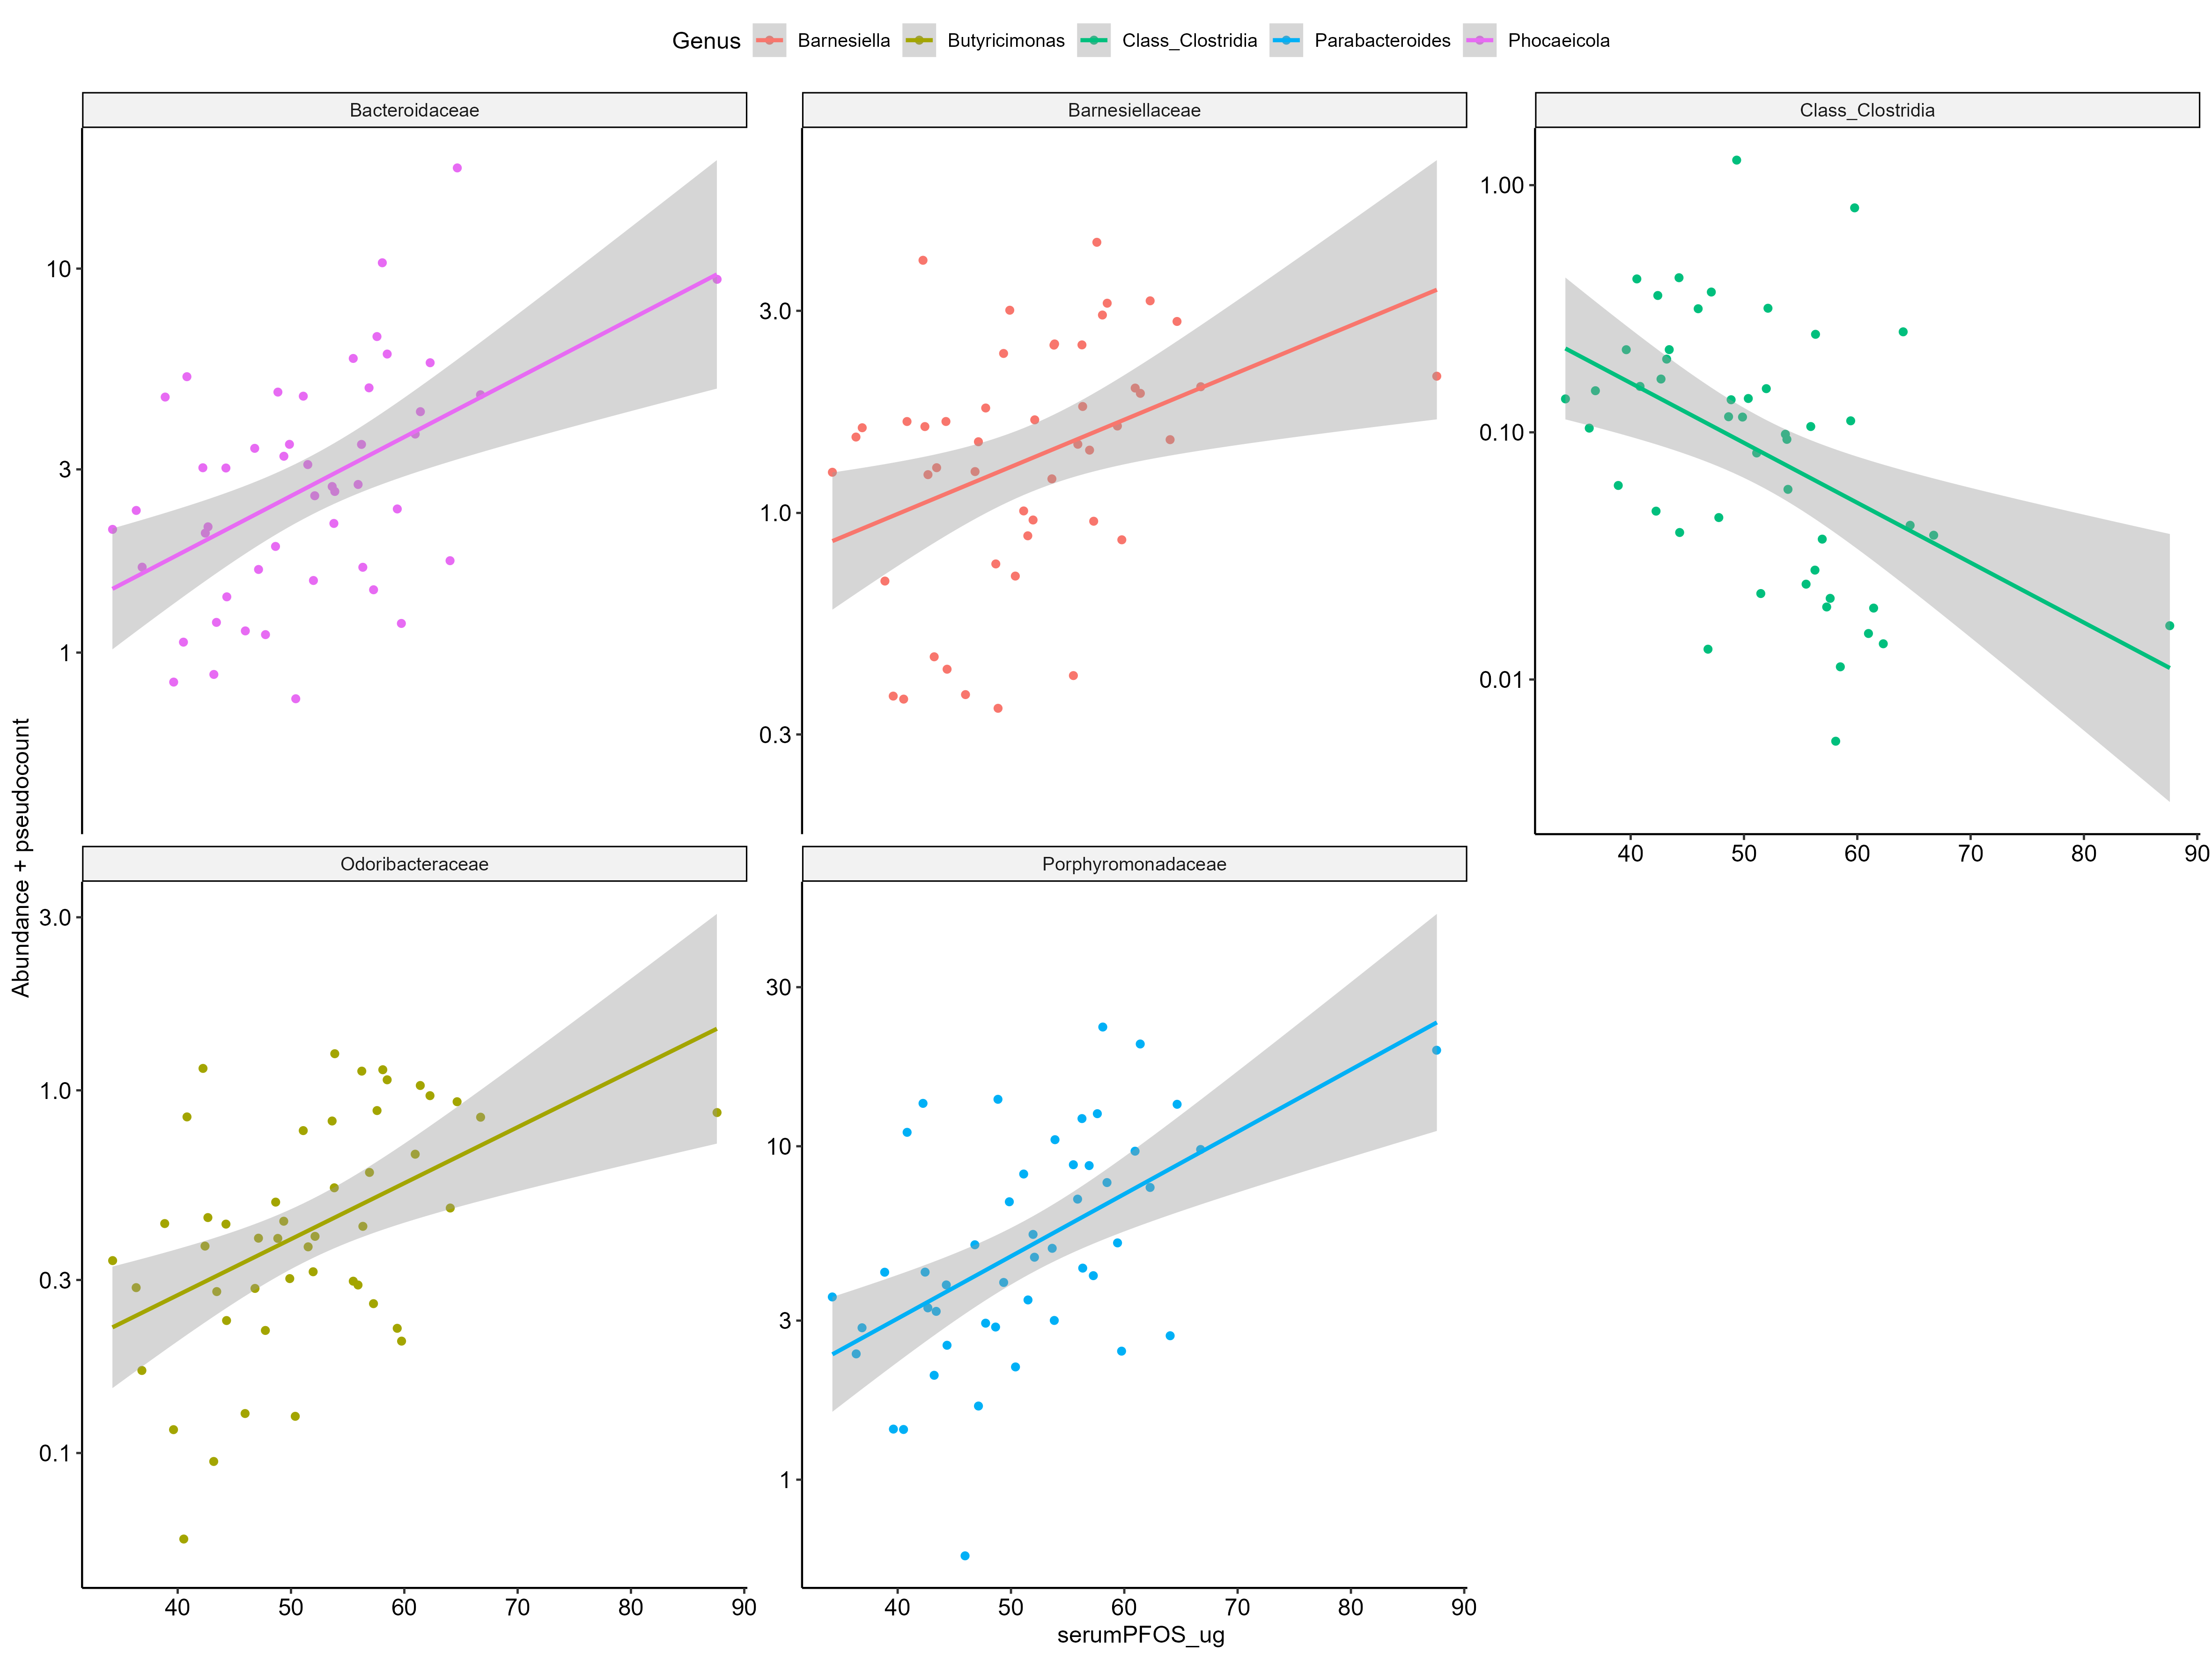 Genus Barnesiella Butyricimonas Class_Clostridia Parabacteroides Phocaeicola
Bacteroidaceae
10
3
1
Barnesiellaceae
3.0
1.0
0.3
Class_Clostridia
1.00
0.10
0.01
40 50 60 70 80 90
Abundance + pseudocount
Odoribacteraceae
3.0
1.0
0.3
0.1
40 50 60 70 80 90
Porphyromonadaceae
30
10
3
1
40 50 60 70 80 90
serumPFOS_ug